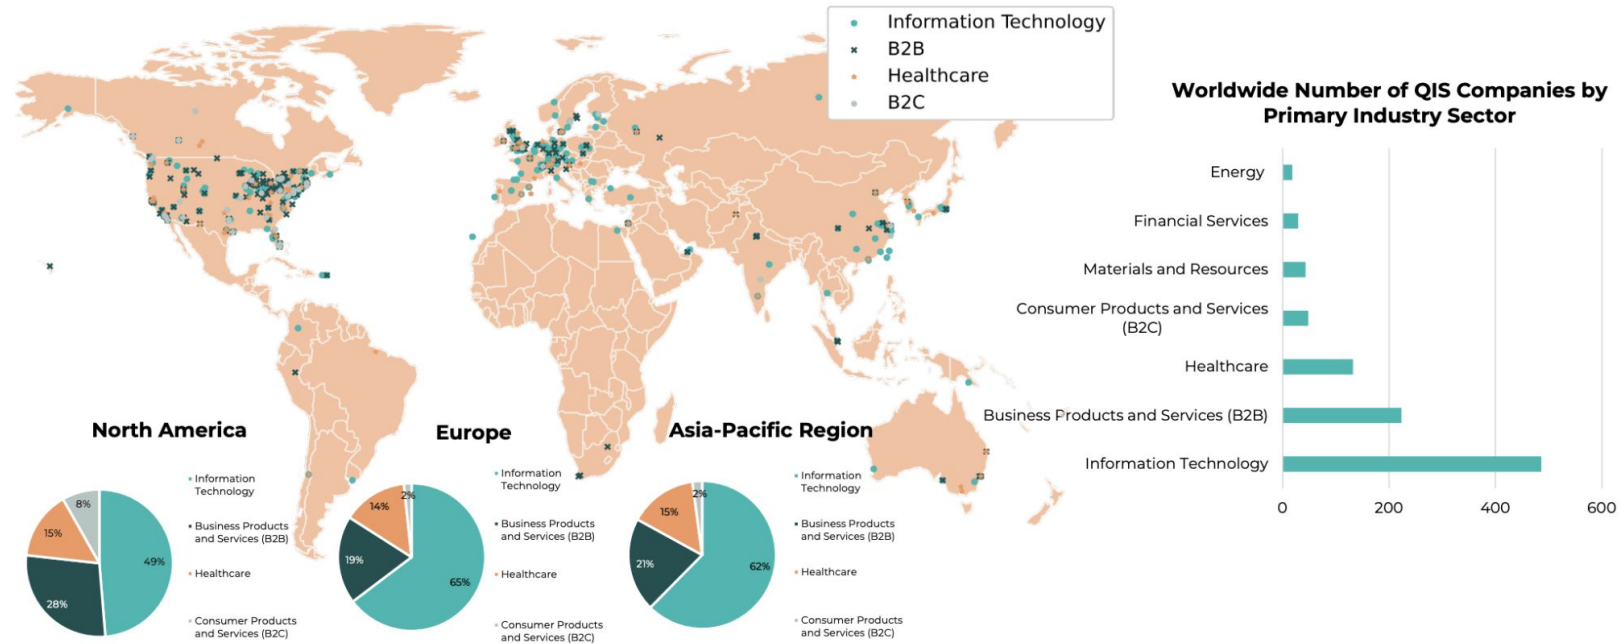 Information Technology
B2B
Healthcare
B2C
Worldwide Number of QIS Companies by
Primary Industry Sector
Energy
Financial Services
Materials and Resources
Consumer Products and Services
(B2C)
Healthcare
Business Products and Services (B2B)
Information Technology
0
200
400
600
North America
Information
Technology
Business Products
and Services (B2B)
Healthcare
Consumer Products
and Services (B2C)
8%
15%
49%
28%
Europe
Information
Technology
Business Products
and Services (B2B)
Healthcare
Consumer Products
and Services (B2C)
2%
14%
19%
65%
Asia-Pacific Region
Information
Technology
Business Products
and Services (B2B)
Healthcare
Consumer Products
and Services (B2C)
2%
15%
21%
62%